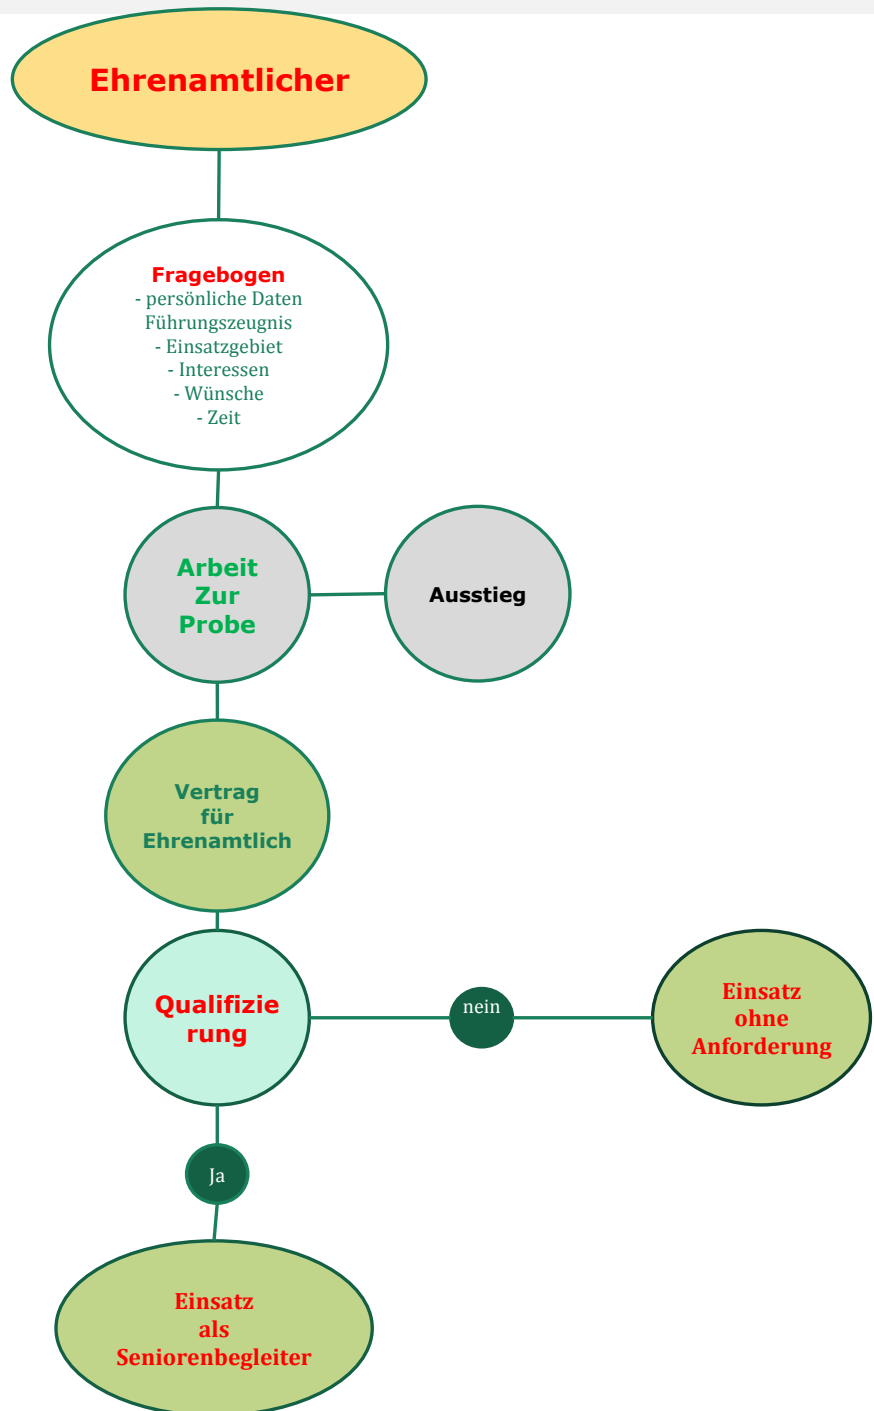 Ehrenamtlicher
Fragebogen
- persönliche Daten
Führungszeugnis
- Einsatzgebiet
- Interessen
- Wünsche
- Zeit
Arbeit
Zur
Probe
Ausstieg
Vertrag
für
Ehrenamtlich
Qualifizie
rung
nein
Einsatz
ohne
Anforderung
Ja
Einsatz
als
Seniorenbegleiter